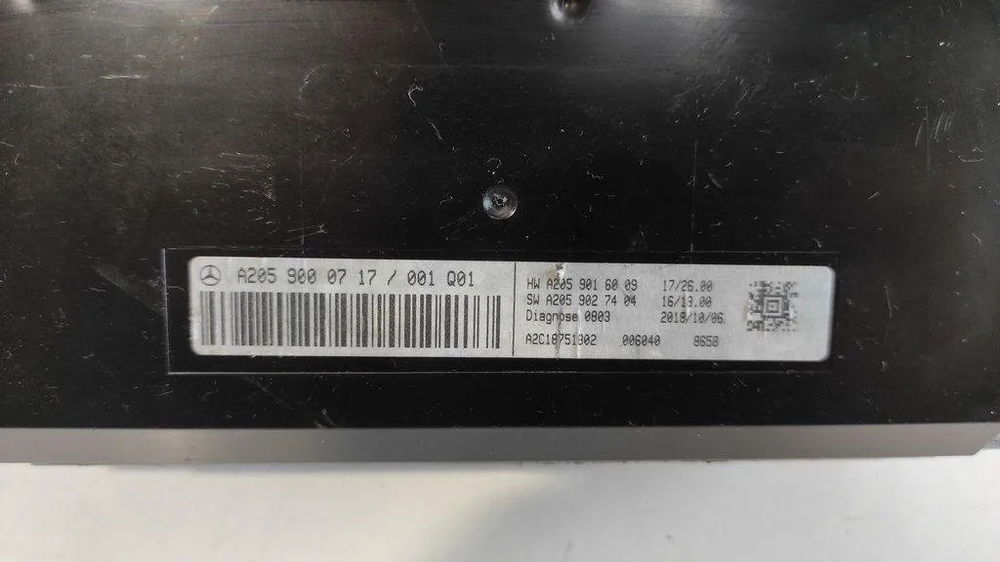 A205 900 07 17 / 001 Q01
HW A205 901 60 09 17/26.00
SW A205 902 74 04 16/13.00
Diagnose 0803 2018/10/06
A2C18751302 006040 8658